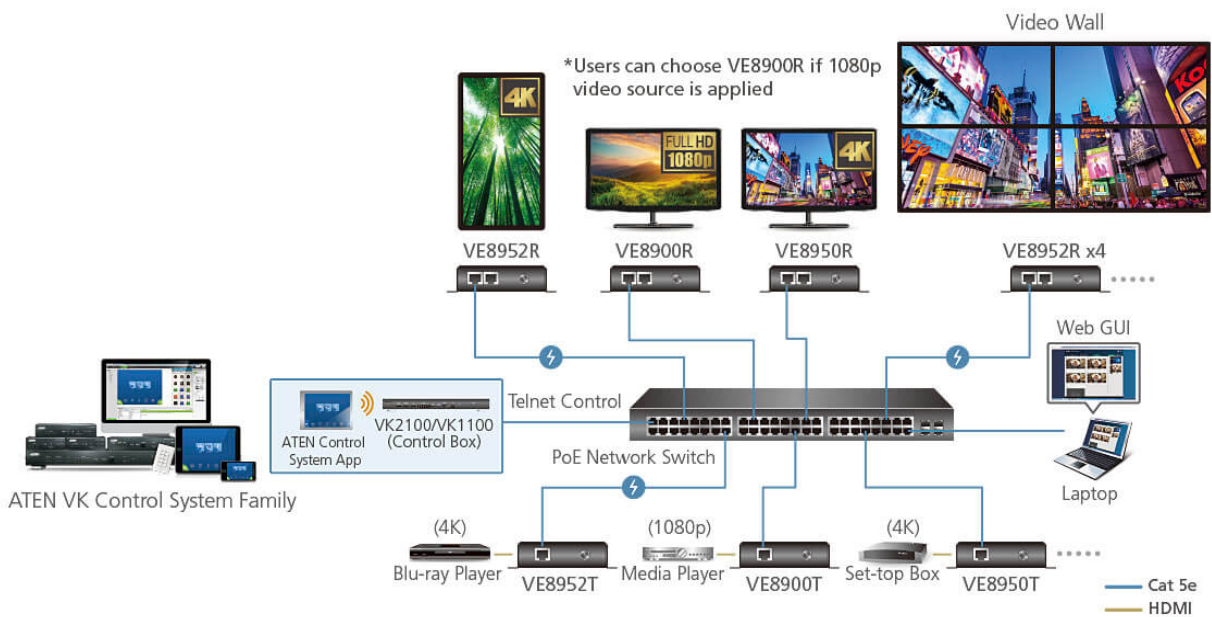 Video Wall
*Users can choose VE8900R if 1080p
video source is applied
4K
FULL HD
1080p
4K
VE8952R
VE8900R
VE8950R
VE8952R x4
Web GUI
Telnet Control
ATEN Control
System App
VK2100/VK1100
(Control Box)
PoE Network Switch
Laptop
ATEN VK Control System Family
(4K)
(1080p)
(4K)
Blu-ray Player
VE8952T
Media Player
VE8900T
Set-top Box
VE8950T
Cat 5e
HDMI